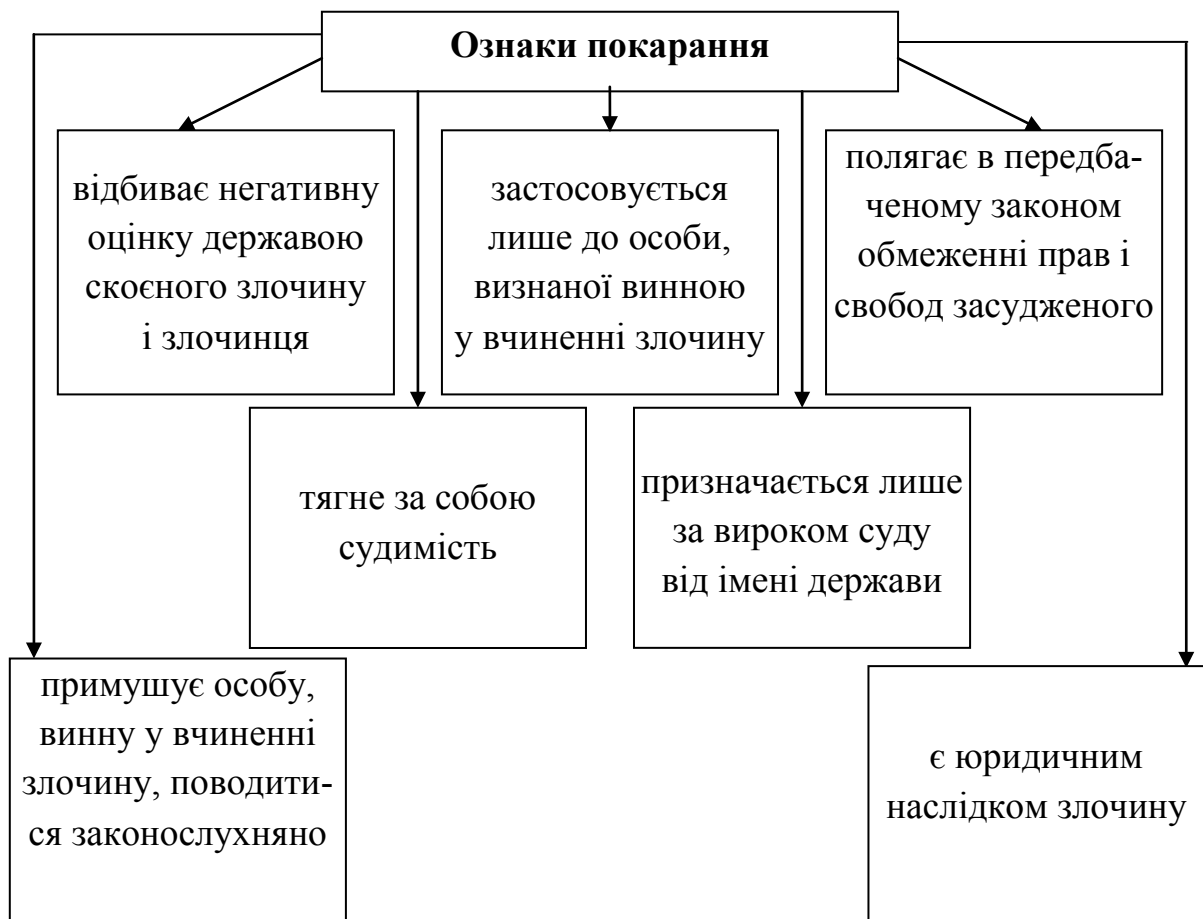 Ознаки покарання
відбиває негативну
оцінку державою
скоєного злочину
і злочинця
застосовується
лише до особи,
визнаної винною
у вчиненні злочину
полягає в передба-
ченому законом
обмеженні прав і
свобод засудженого
тягне за собою
судимість
призначається лише
за вироком суду
від імені держави
примушує особу,
винну у вчиненні
злочину, поводити-
ся законослухняно
є юридичним
наслідком злочину